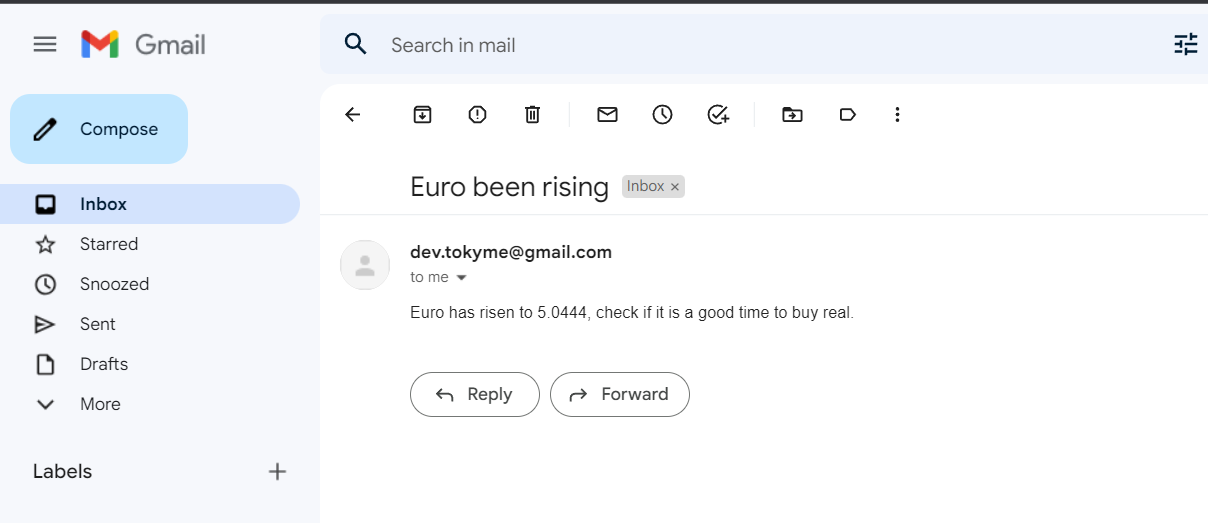 Gmail
Search in mail
Compose
Inbox
Starred
Snoozed
Sent
Drafts
More
Labels
Euro been rising Inbox ×
dev.tokyme@gmail.com
to me
Euro has risen to 5.0444, check if it is a good time to buy real.
Reply
Forward